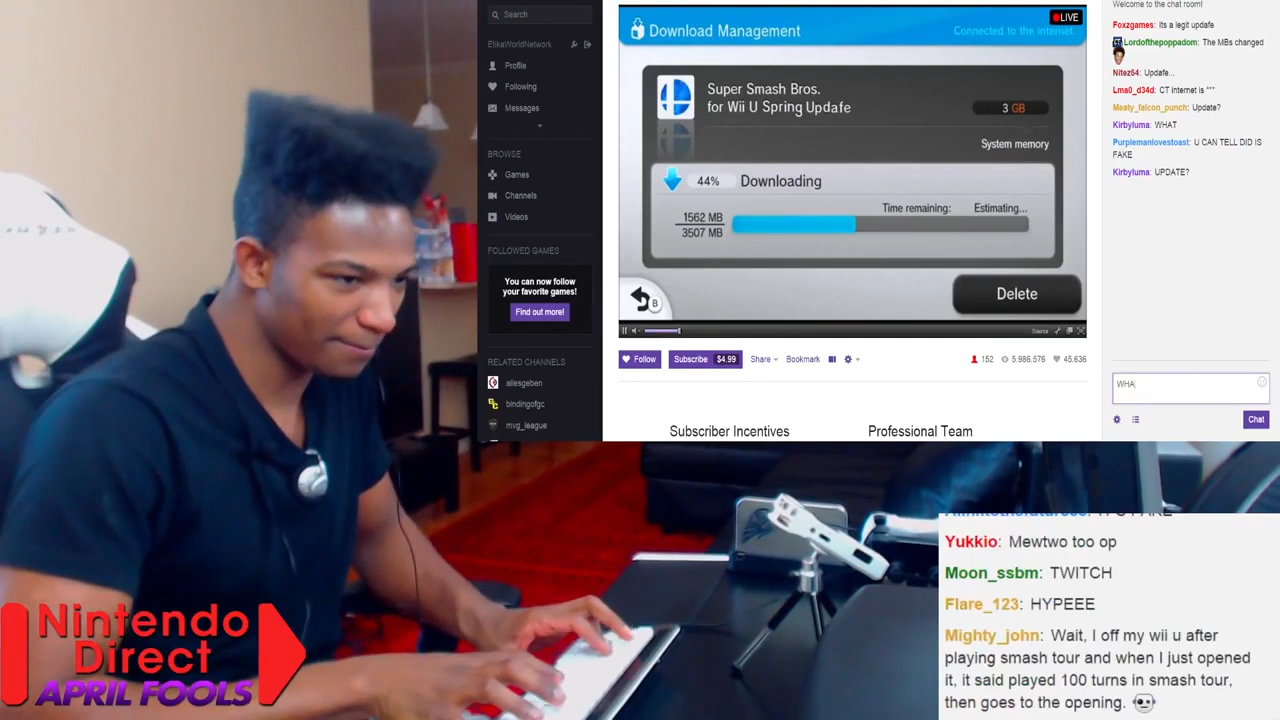 Search
EtikaWorldNetwork
Profile
Following
Messages
BROWSE
Games
Channels
Videos
FOLLOWED GAMES
You can now follow
your favorite games!
Find out more!
RELATED CHANNELS
allesgeben
bindingofgc
mvg_league
Download Management
LIVE
Connected to the internet.
Super Smash Bros.
for Wii U Spring Updafe
3 GB
System memory
44% Downloading
Time remaining: Estimating...
1562 MB
3507 MB
B
Delete
Source
Follow
Subscribe $4.99
Share
Bookmark
152 5,986,576 45,636
Subscriber Incentives
Professional Team
Welcome to the chat room!
Foxzgames: Its a legit updafe
Lordofthepoppadom: The MBs changed
Nitez64: Updafe...
Lma0_d34d: CT Internet is ***
Meaty_falcon_punch: Update?
Kirbyluma: WHAT
Purplemanlovestoast: U CAN TELL DID IS
FAKE
Kirbyluma: UPDATE?
WHA
Chat
Yukkio: Mewtwo too op
Moon_ssbm: TWITCH
Flare_123: HYPEEE
Mighty_john: Wait, I off my wii u after
playing smash tour and when I just opened
it, it said played 100 turns in smash tour,
then goes to the opening.
Nintendo
Direct
APRIL FOOLS